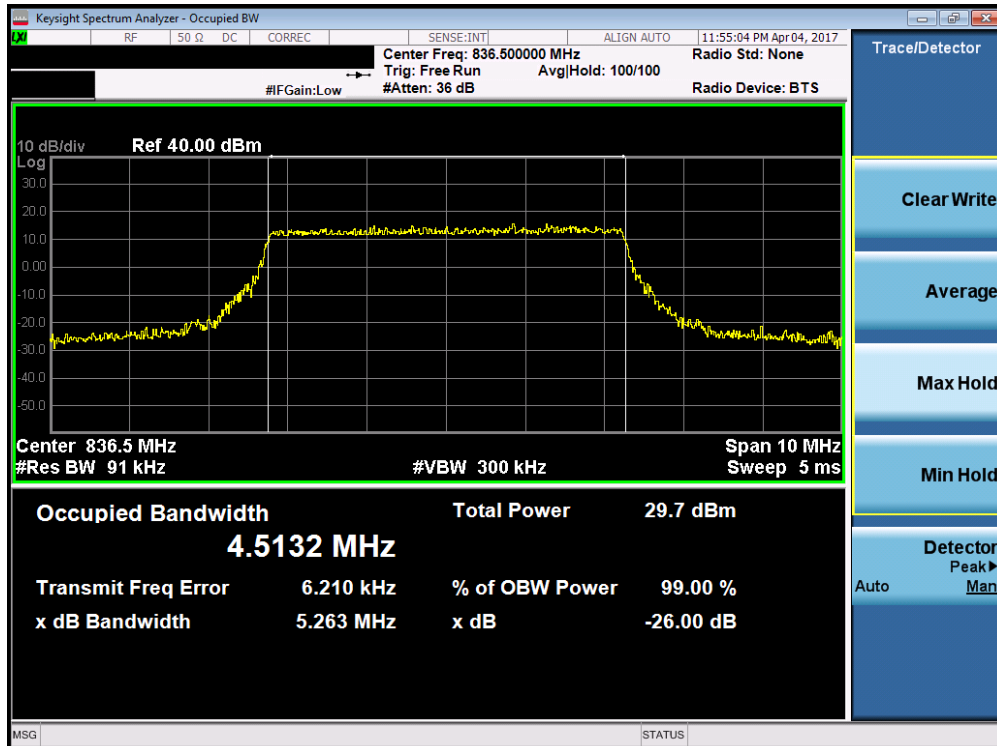 Keysight Spectrum Analyzer - Occupied BW
LXI RF 50 Ω DC CORREC SENSE:INT ALIGN AUTO 11:55:04 PM Apr 04, 2017
Center Freq: 836.500000 MHz Radio Std: None
Trig: Free Run Avg|Hold: 100/100
#IFGain:Low #Atten: 36 dB Radio Device: BTS
10 dB/div Ref 40.00 dBm
Log
30.0
20.0
10.0
0.00
-10.0
-20.0
-30.0
-40.0
-50.0
Center 836.5 MHz Span 10 MHz
#Res BW 91 kHz #VBW 300 kHz Sweep 5 ms
Occupied Bandwidth Total Power 29.7 dBm
4.5132 MHz
Transmit Freq Error 6.210 kHz % of OBW Power 99.00 %
x dB Bandwidth 5.263 MHz x dB -26.00 dB
MSG STATUS
Trace/Detector
Clear Write
Average
Max Hold
Min Hold
Detector
Peak▶
Auto Man